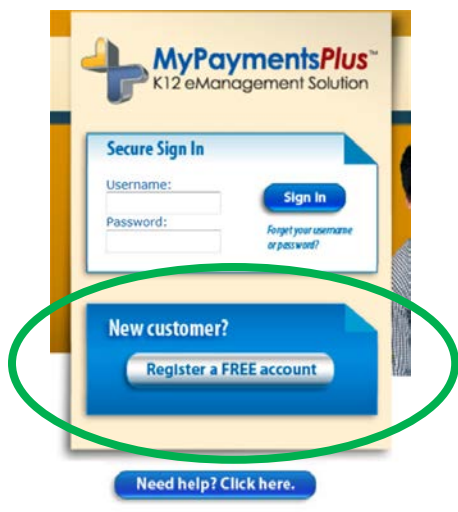 MyPaymentsPlus™
K12 eManagement Solution
Secure Sign In
Username:
Sign In
Password:
Forget your username
or password?
New customer?
Register a FREE account
Need help? Click here.